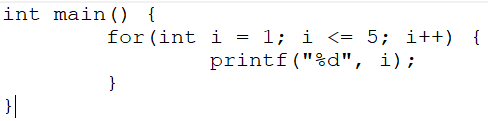 int main() {
        for(int i = 1; i <= 5; i++) {
                printf("%d", i);
        }
}